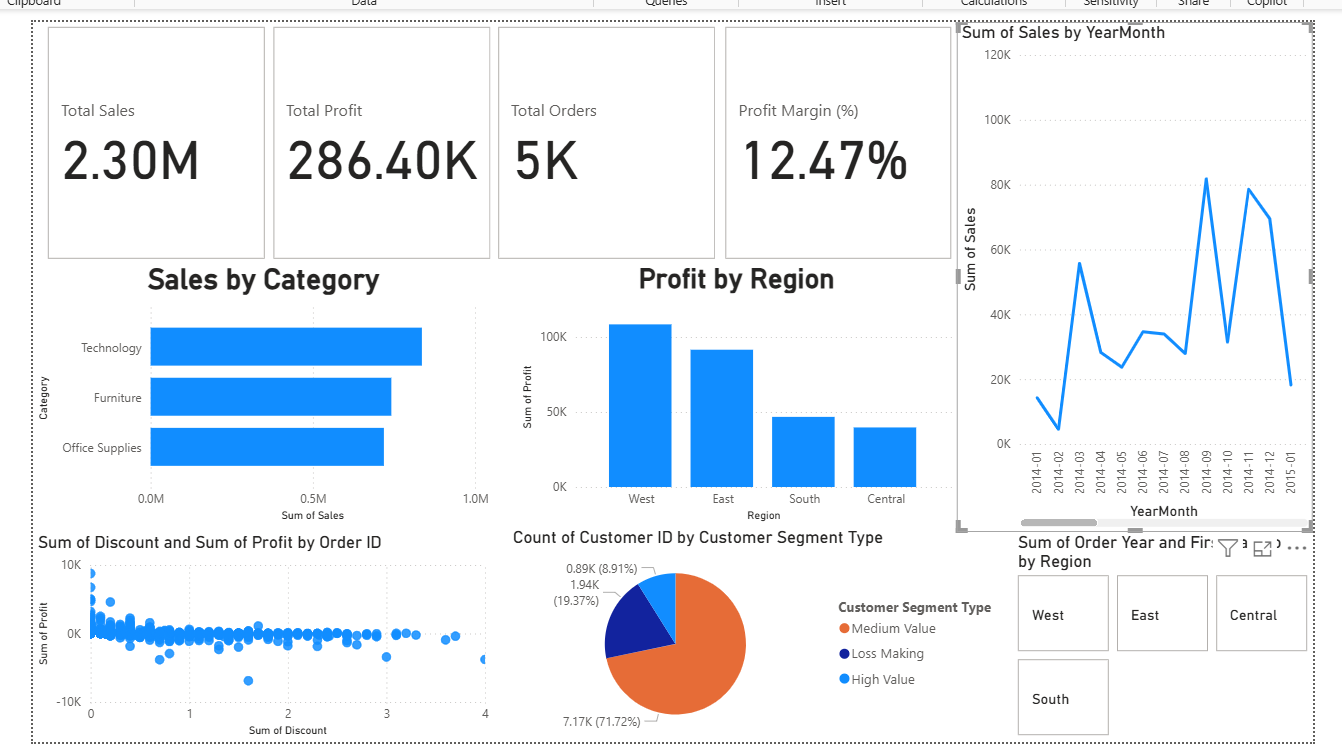 Clipboard
Data
Queries
Insert
Calculations
Sensitivity
Share
Copilot
Total Sales
2.30M
Total Profit
286.40K
Total Orders
5K
Profit Margin (%)
12.47%
Sum of Sales by YearMonth
120K
100K
80K
60K
40K
20K
0K
Sum of Sales
2014-01
2014-02
2014-03
2014-04
2014-05
2014-06
2014-07
2014-08
2014-09
2014-10
2014-11
2014-12
2015-01
YearMonth
Sales by Category
Category
Technology
Furniture
Office Supplies
0.0M
0.5M
1.0M
Sum of Sales
Profit by Region
Sum of Profit
100K
50K
0K
West
East
South
Central
Region
Sum of Discount and Sum of Profit by Order ID
Sum of Profit
10K
0K
-10K
0
1
2
3
4
Sum of Discount
Count of Customer ID by Customer Segment Type
0.89K (8.91%)
1.94K
(19.37%)
7.17K (71.72%)
Customer Segment Type
Medium Value
Loss Making
High Value
Sum of Order Year and
by Region
West
East
Central
South